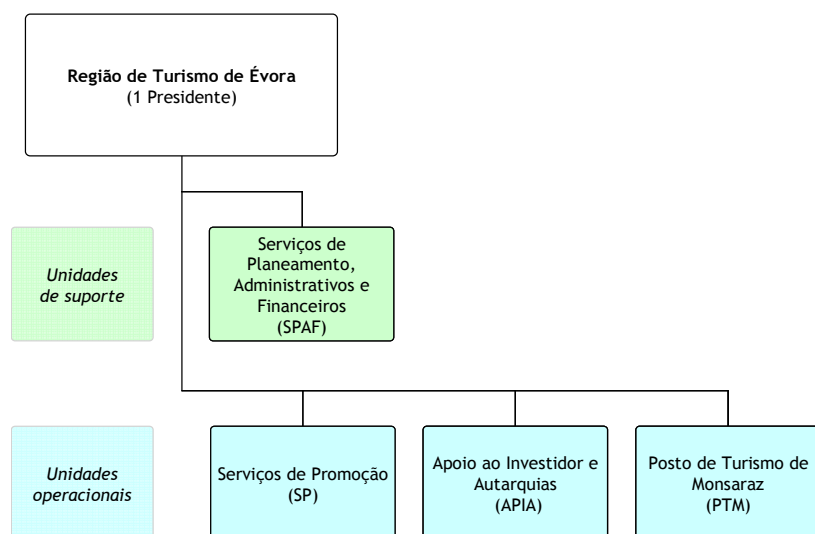 Região de Turismo de Évora
(1 Presidente)
Unidades
de suporte
Serviços de
Planeamento,
Administrativos e
Financeiros
(SPAF)
Unidades
operacionais
Serviços de Promoção
(SP)
Apoio ao Investidor e
Autarquias
(APIA)
Posto de Turismo de
Monsaraz
(PTM)